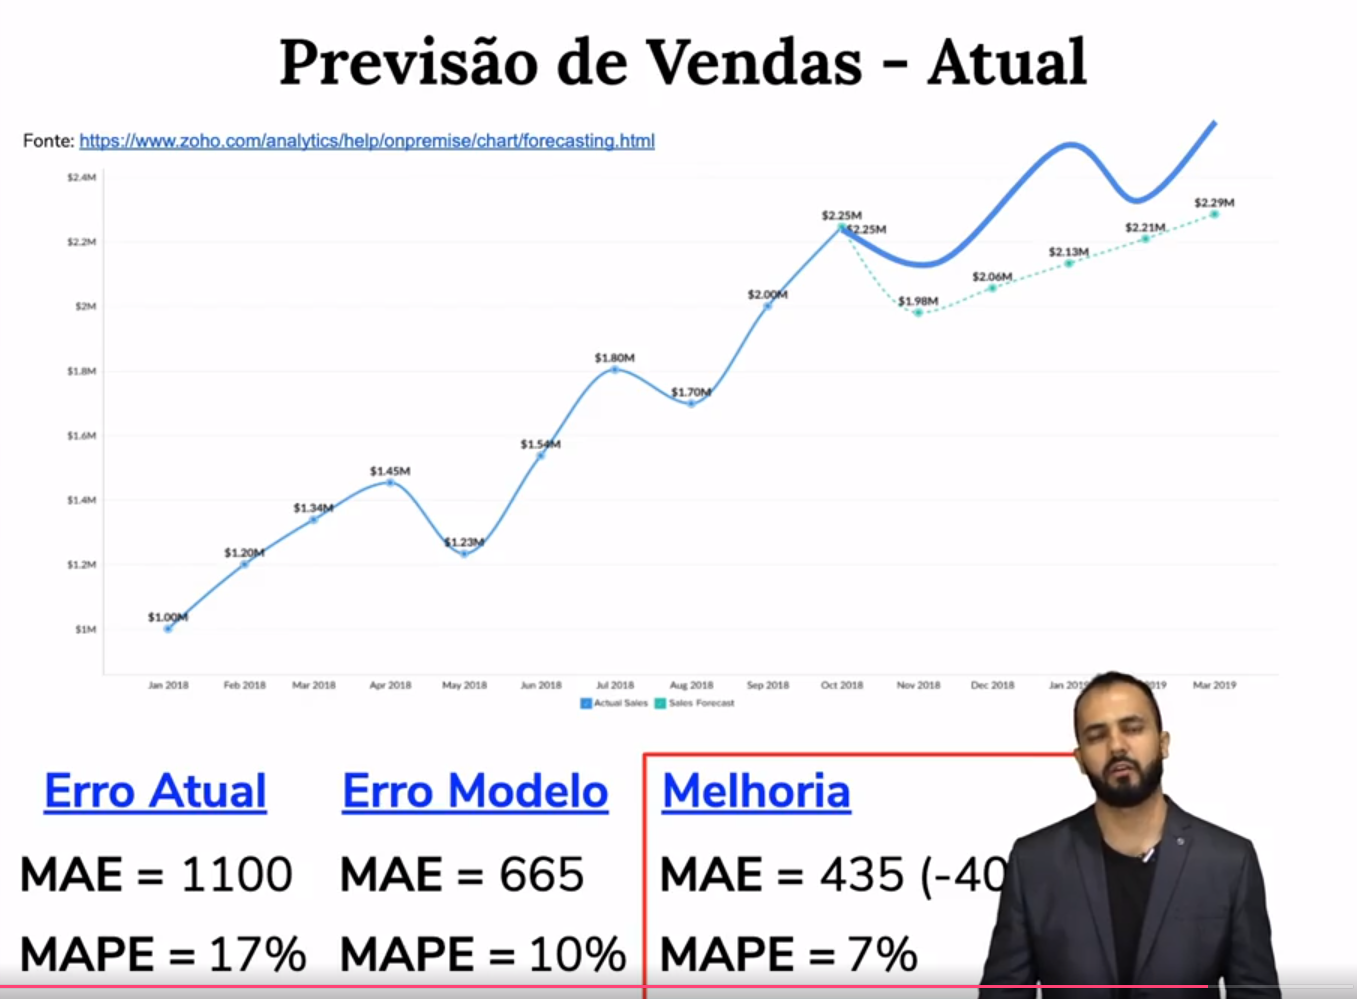 Previsão de Vendas - Atual
Fonte: https://www.zoho.com/analytics/help/onpremise/chart/forecasting.html
$2.4M
$2.2M
$2M
$1.8M
$1.6M
$1.4M
$1.2M
$1M
$1.00M
$1.20M
$1.34M
$1.45M
$1.23M
$1.54M
$1.80M
$1.70M
$2.00M
$2.25M
$2.25M
$1.98M
$2.06M
$2.13M
$2.21M
$2.29M
Jan 2018 Feb 2018 Mar 2018 Apr 2018 May 2018 Jun 2018 Jul 2018 Aug 2018 Sep 2018 Oct 2018 Nov 2018 Dec 2018 Jan 2019 2019 Mar 2019
Actual Sales Sales Forecast
Erro Atual Erro Modelo Melhoria
MAE = 1100 MAE = 665 MAE = 435 (-40
MAPE = 17% MAPE = 10% MAPE = 7%